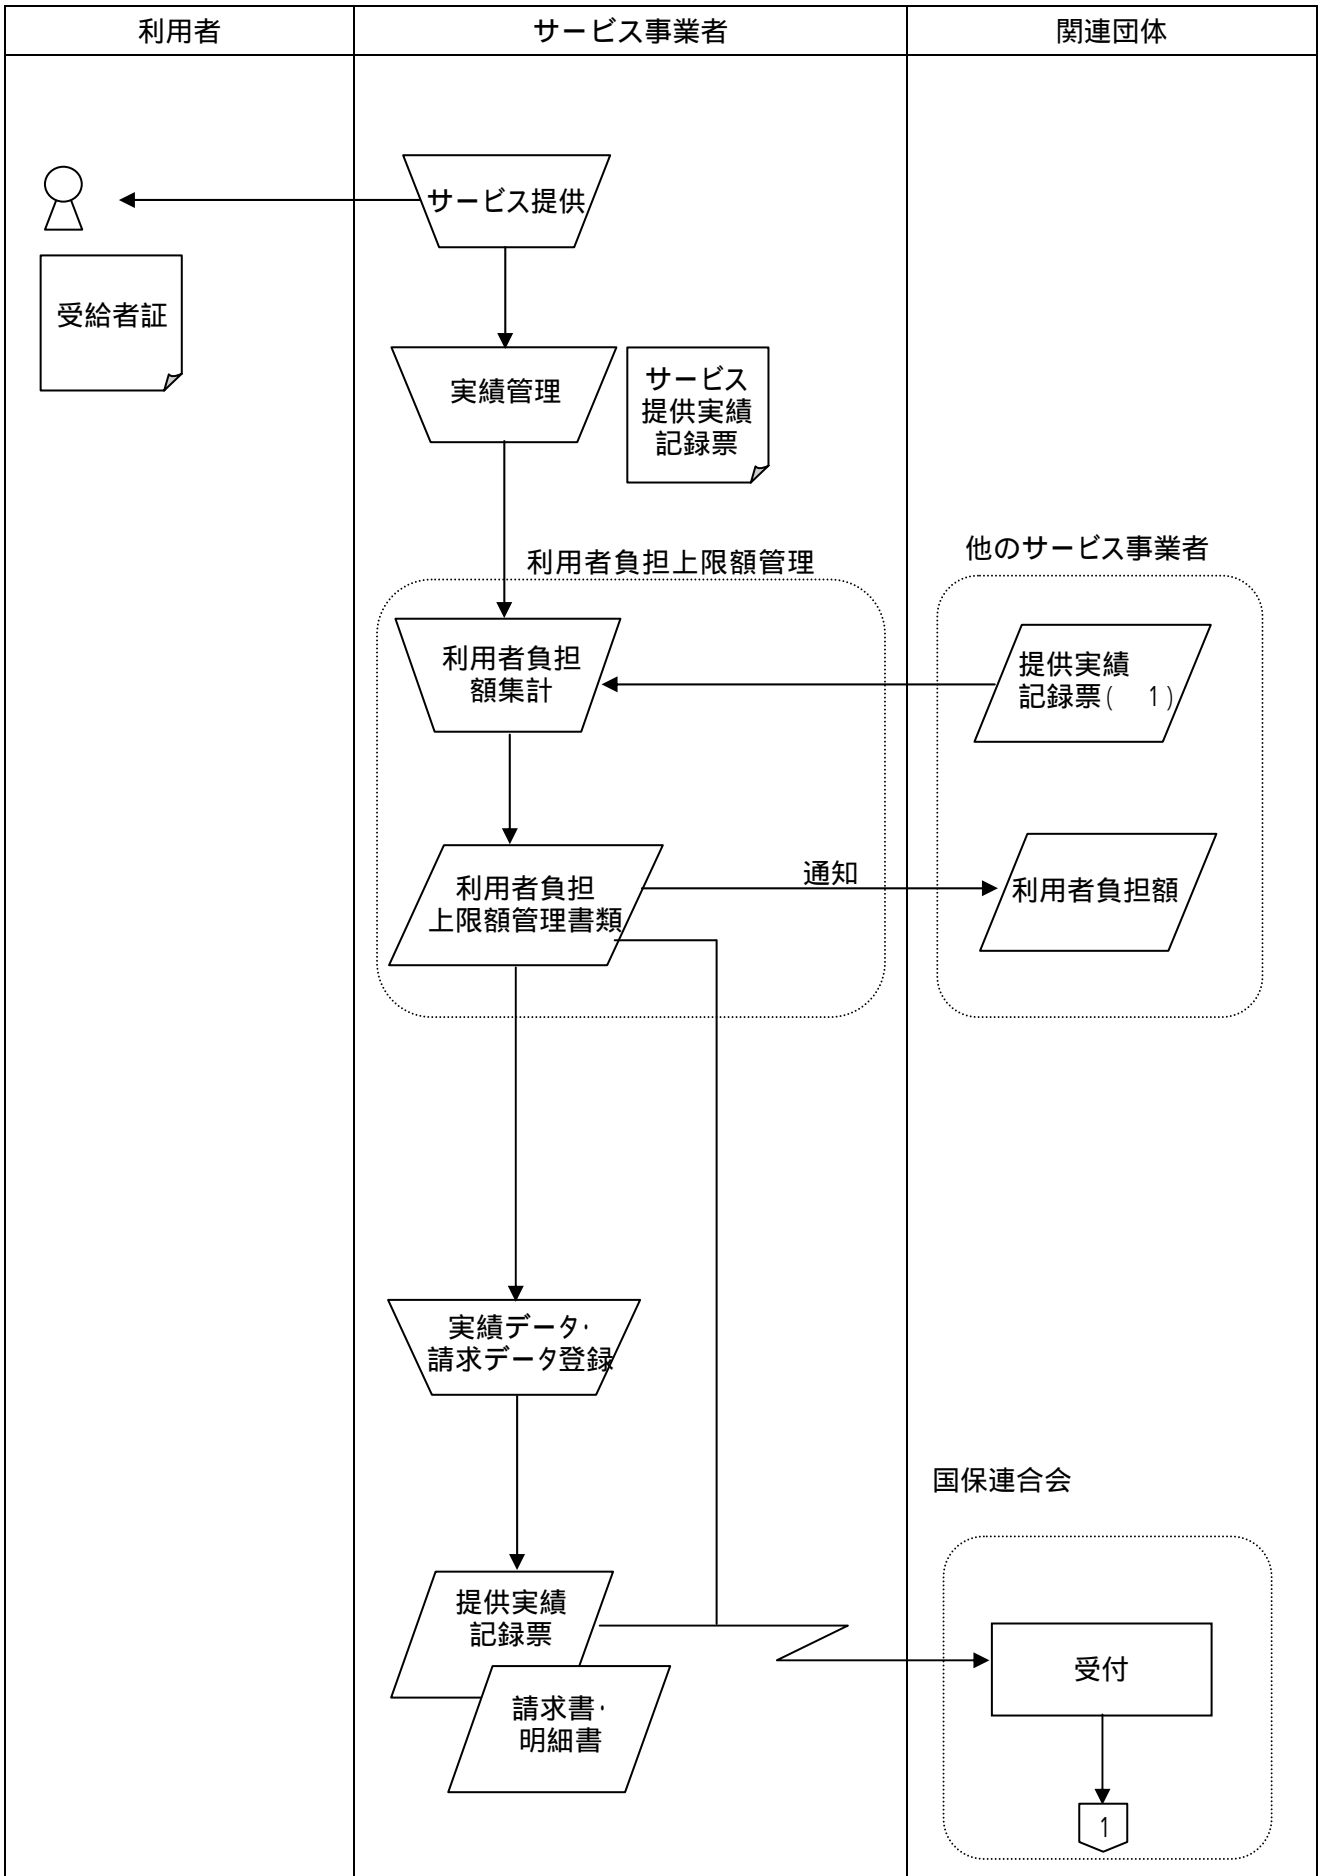 利用者
サービス事業者
関連団体
サービス提供
受給者証
実績管理
サービス
提供実績
記録票
利用者負担上限額管理
他のサービス事業者
利用者負担
額集計
提供実績
記録票( 1)
利用者負担
上限額管理書類
通知
利用者負担額
実績データ・
請求データ登録
国保連合会
提供実績
記録票
請求書・
明細書
受付
1